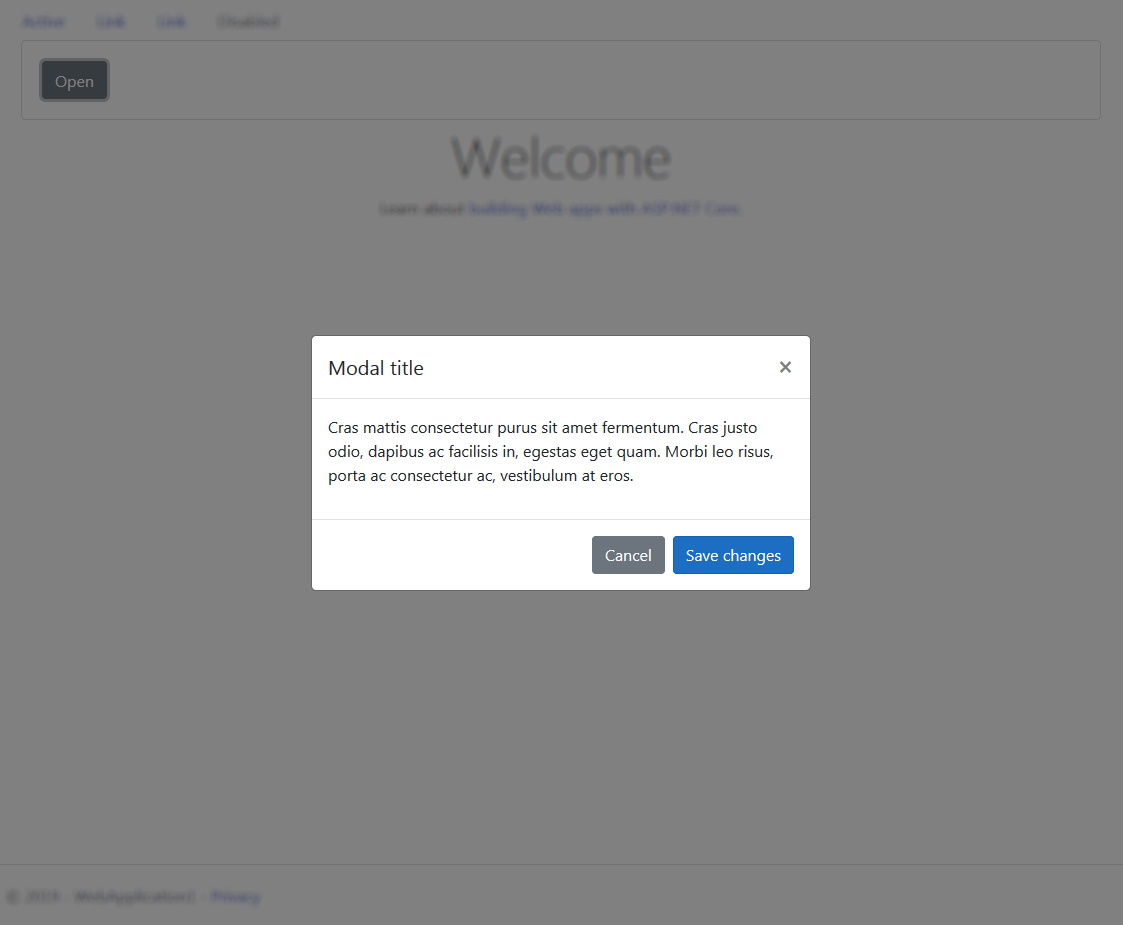 Active Link Link Disabled
Open
Welcome
Learn about building Web apps with ASP.NET Core.
Modal title ×
Cras mattis consectetur purus sit amet fermentum. Cras justo
odio, dapibus ac facilisis in, egestas eget quam. Morbi leo risus,
porta ac consectetur ac, vestibulum at eros.
Cancel Save changes
© 2019 - WebApplication1 - Privacy